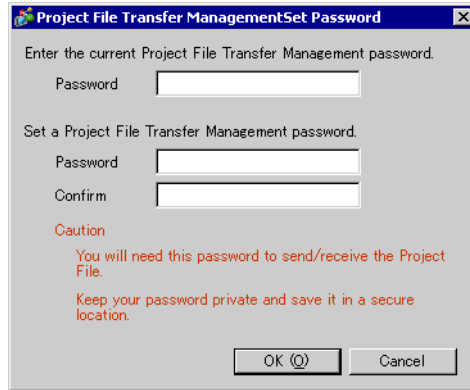 Project File Transfer ManagementSet Password
Enter the current Project File Transfer Management password.
Password
Set a Project File Transfer Management password.
Password
Confirm
Caution
You will need this password to send/receive the Project
File.
Keep your password private and save it in a secure
location.
OK (O)
Cancel